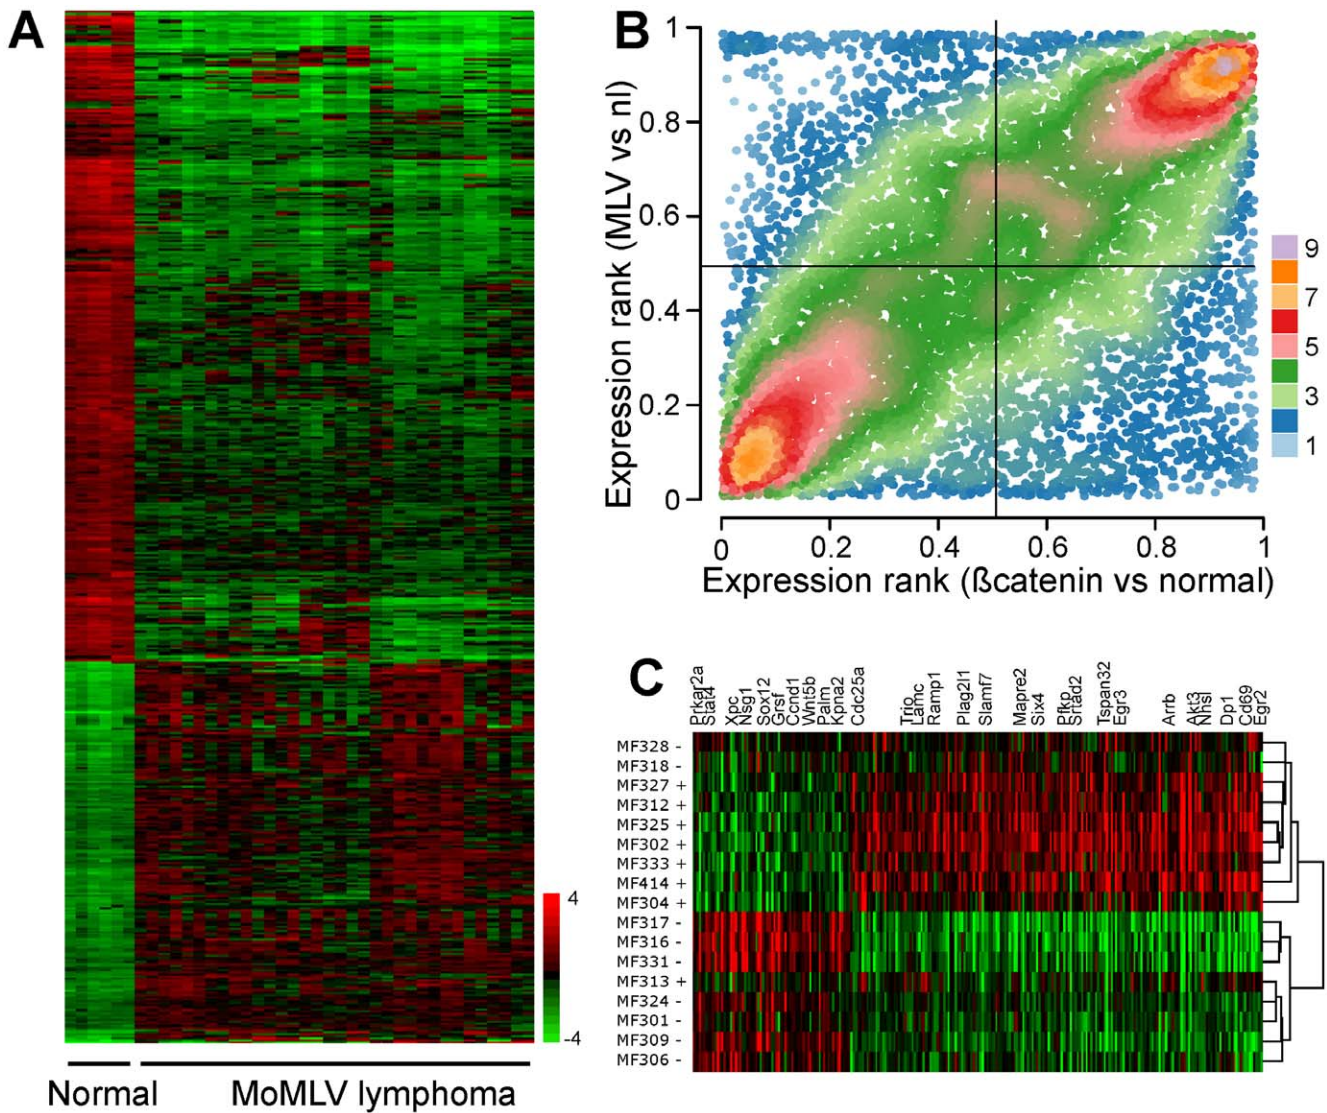 A
4
-4
Normal
MoMLV lymphoma
B
Expression rank (MLV vs nl)
1
0.8
0.6
0.4
0.2
0
0
0.2
0.4
0.6
0.8
1
Expression rank (ßcatenin vs normal)
9
7
5
3
1
C
Prkar2a
Stat4
Xpc
Nsg1
Sox12
Grsf
Ccnd1
Wnt5b
Palm
Kpna2
Cdc25a
Trio
Lamc
Ramp1
Plag2l1
Slamf7
Mapre2
Six4
Pfkp
Srtad2
Tspan32
Egr3
Arrb
Akt3
Nhsl
Dp1
Cd69
Egr2
MF328 -
MF318 -
MF327 +
MF312 +
MF325 +
MF302 +
MF333 +
MF414 +
MF304 +
MF317 -
MF316 -
MF331 -
MF313 +
MF324 -
MF301 -
MF309 -
MF306 -